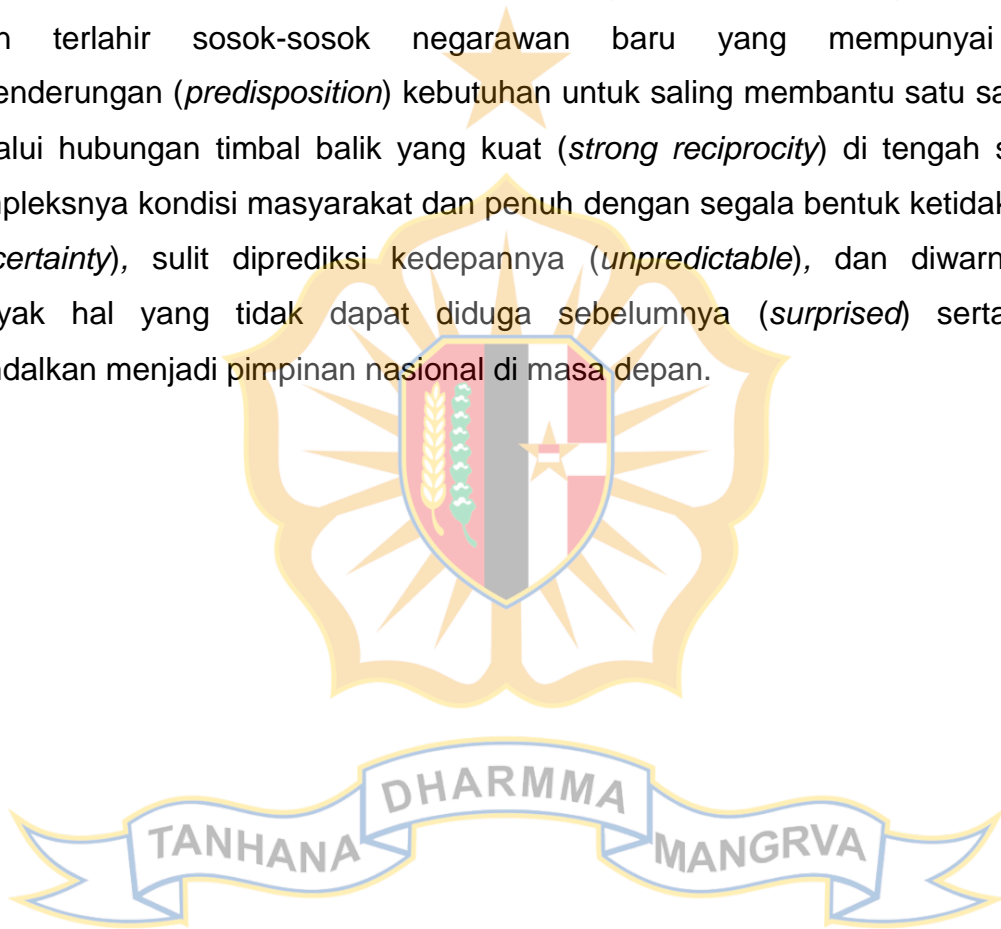 terlahir sosok-sosok negarawan baru yang mempunyai
enderungan (predisposition) kebutuhan untuk saling membantu satu sa
alui hubungan timbal balik yang kuat (strong reciprocity) di tengah s
npleksnya kondisi masyarakat dan penuh dengan segala bentuk ketidak
certainty), sulit diprediksi kedepannya (unpredictable), dan diwarn
yak hal yang tidak dapat diduga sebelumnya (surprised) serta
ndalkan menjadi pimpinan nasional di masa depan.
TANHANA DHARMMA MANGRVA